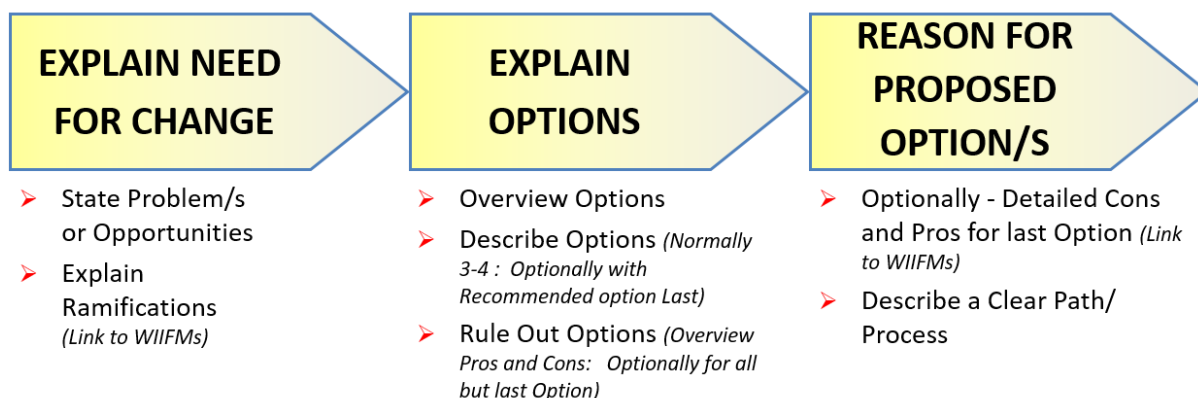 EXPLAIN NEED
FOR CHANGE
State Problem/s
or Opportunities
Explain
Ramifications
(Link to WIIFMs)
EXPLAIN
OPTIONS
Overview Options
Describe Options (Normally
3-4 :  Optionally with
Recommended option Last)
Rule Out Options (Overview
Pros and Cons:   Optionally for all
but last Option)
REASON FOR
PROPOSED
OPTION/S
Optionally - Detailed Cons
and Pros for last Option (Link
to WIIFMs)
Describe a Clear Path/
Process